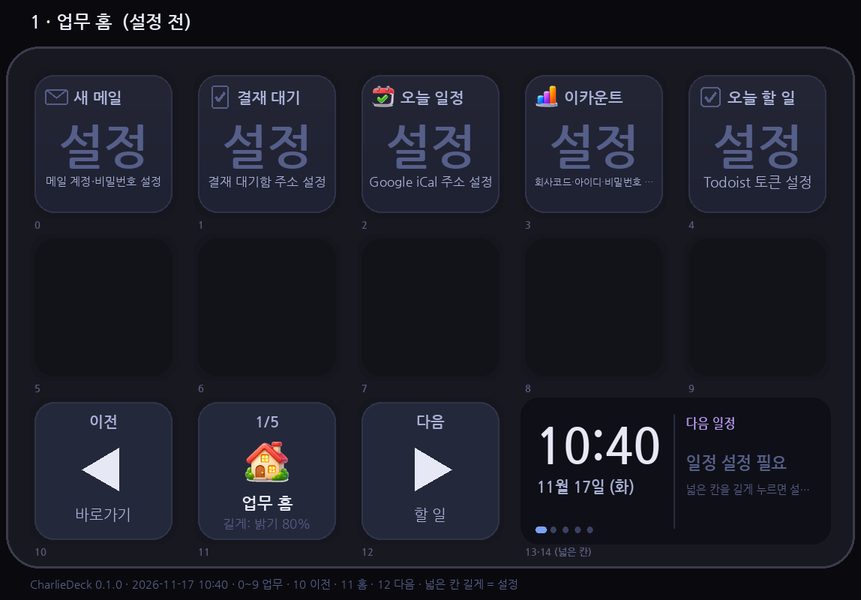 1 · 업무 홈 (설정 전)
새 메일
설정
메일 계정·비밀번호 설정
0
결재 대기
설정
결재 대기함 주소 설정
1
오늘 일정
설정
Google iCal 주소 설정
2
이카운트
설정
회사코드·아이디·비밀번호 …
3
오늘 할 일
설정
Todoist 토큰 설정
4
5
6
7
8
9
이전
바로가기
10
1/5
업무 홈
길게: 밝기 80%
11
다음
할 일
12
10:40
11월 17일 (화)
다음 일정
일정 설정 필요
넓은 칸을 길게 누르면 설…
13-14 (넓은 칸)
CharlieDeck 0.1.0 · 2026-11-17 10:40 · 0~9 업무 · 10 이전 · 11 홈 · 12 다음 · 넓은 칸 길게 = 설정